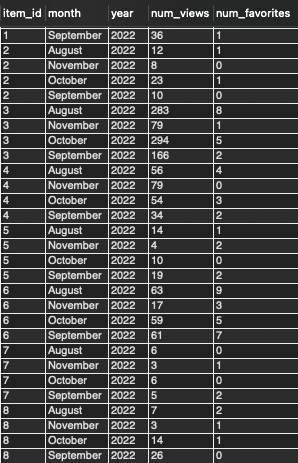 item_id month year num_views num_favorites
1 September 2022 36 1
2 August 2022 12 1
2 November 2022 8 0
2 October 2022 23 1
2 September 2022 10 0
3 August 2022 283 8
3 November 2022 79 1
3 October 2022 294 5
3 September 2022 166 2
4 August 2022 56 4
4 November 2022 79 0
4 October 2022 54 3
4 September 2022 34 2
5 August 2022 14 1
5 November 2022 4 2
5 October 2022 10 0
5 September 2022 19 2
6 August 2022 63 9
6 November 2022 17 3
6 October 2022 59 5
6 September 2022 61 7
7 August 2022 6 0
7 November 2022 3 1
7 October 2022 6 0
7 September 2022 5 2
8 August 2022 7 2
8 November 2022 3 1
8 October 2022 14 1
8 September 2022 26 0